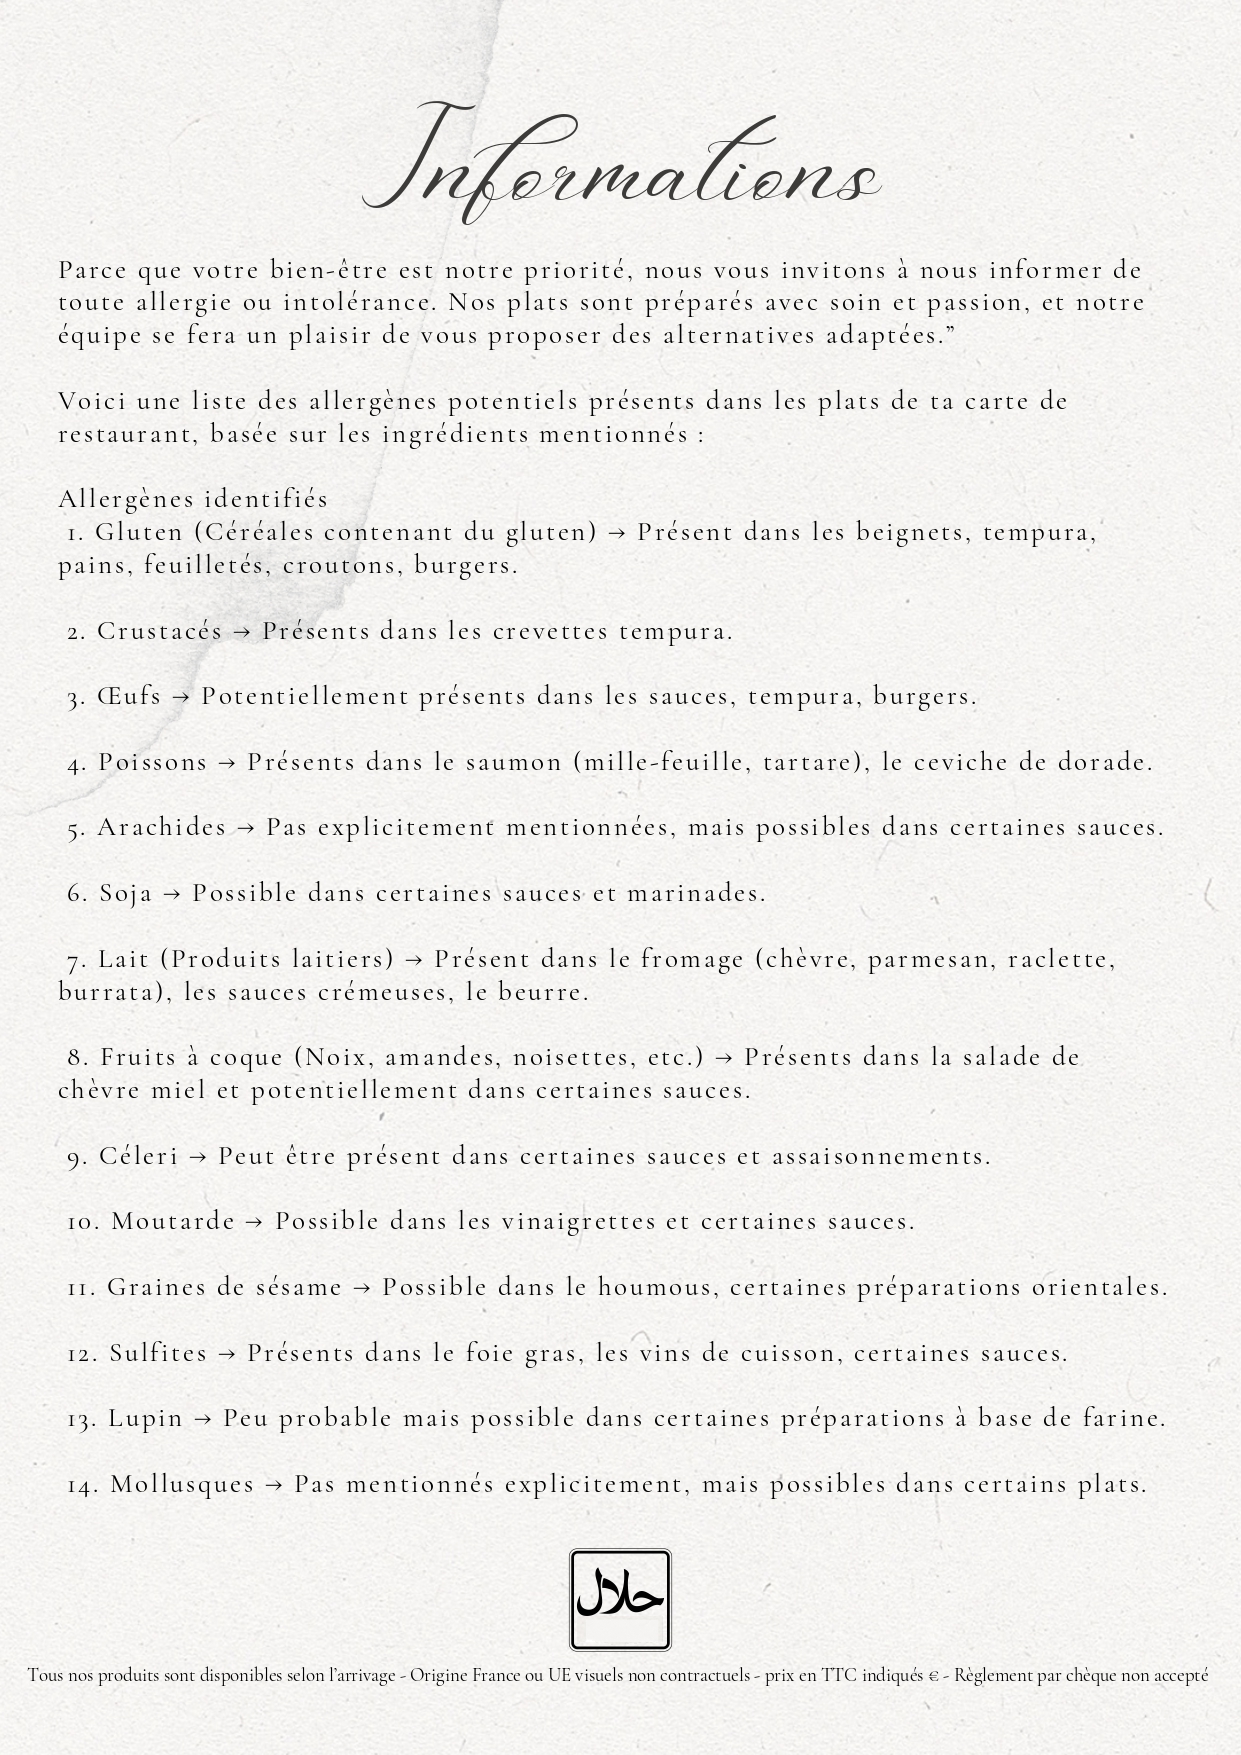 Informations
Parce que votre bien-être est notre priorité, nous vous invitons à nous informer de
toute allergie ou intolérance. Nos plats sont préparés avec soin et passion, et notre
équipe se fera un plaisir de vous proposer des alternatives adaptées.”
Voici une liste des allergènes potentiels présents dans les plats de ta carte de
restaurant, basée sur les ingrédients mentionnés :
Allergènes identifiés
1. Gluten (Céréales contenant du gluten) → Présent dans les beignets, tempura,
pains, feuilletés, croutons, burgers.
2. Crustacés → Présents dans les crevettes tempura.
3. Œufs → Potentiellement présents dans les sauces, tempura, burgers.
4. Poissons → Présents dans le saumon (mille-feuille, tartare), le ceviche de dorade.
5. Arachides → Pas explicitement mentionnées, mais possibles dans certaines sauces.
6. Soja → Possible dans certaines sauces et marinades.
7. Lait (Produits laitiers) → Présent dans le fromage (chèvre, parmesan, raclette,
burrata), les sauces crémeuses, le beurre.
8. Fruits à coque (Noix, amandes, noisettes, etc.) → Présents dans la salade de
chèvre miel et potentiellement dans certaines sauces.
9. Céleri → Peut être présent dans certaines sauces et assaisonnements.
10. Moutarde → Possible dans les vinaigrettes et certaines sauces.
11. Graines de sésame → Possible dans le houmous, certaines préparations orientales.
12. Sulfites → Présents dans le foie gras, les vins de cuisson, certaines sauces.
13. Lupin → Peu probable mais possible dans certaines préparations à base de farine.
14. Mollusques → Pas mentionnés explicitement, mais possibles dans certains plats.
حلال
Tous nos produits sont disponibles selon l’arrivage - Origine France ou UE visuels non contractuels - prix en TTC indiqués € - Règlement par chèque non accepté